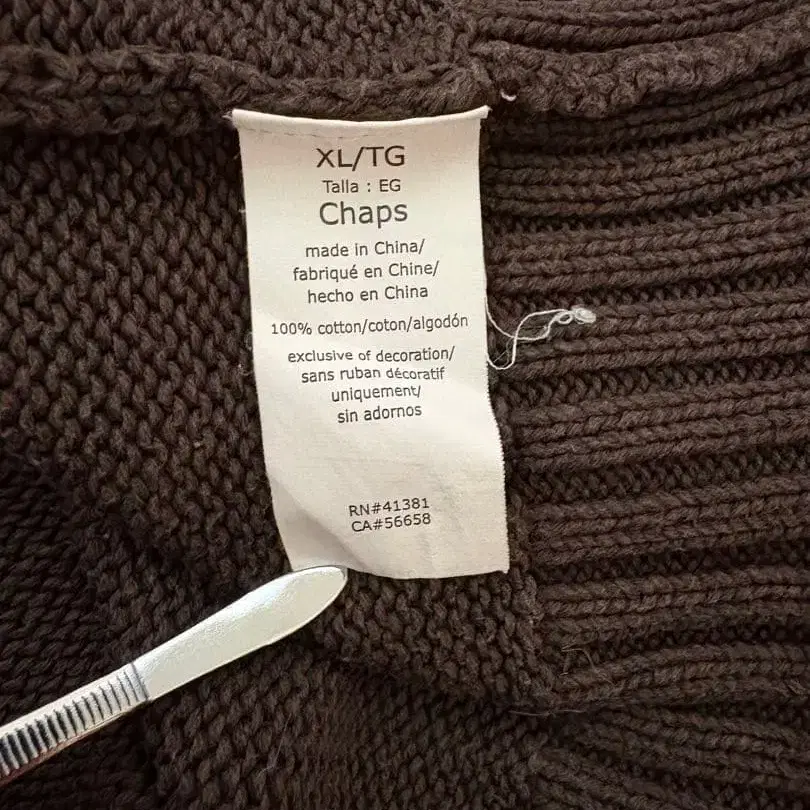 XL/TG
Talla : EG
Chaps
made in China/
fabriqué en Chine/
hecho en China
100% cotton/coton/algodón
exclusive of decoration/
sans ruban décoratif
uniquement/
sin adornos
RN#41381
CA#56658